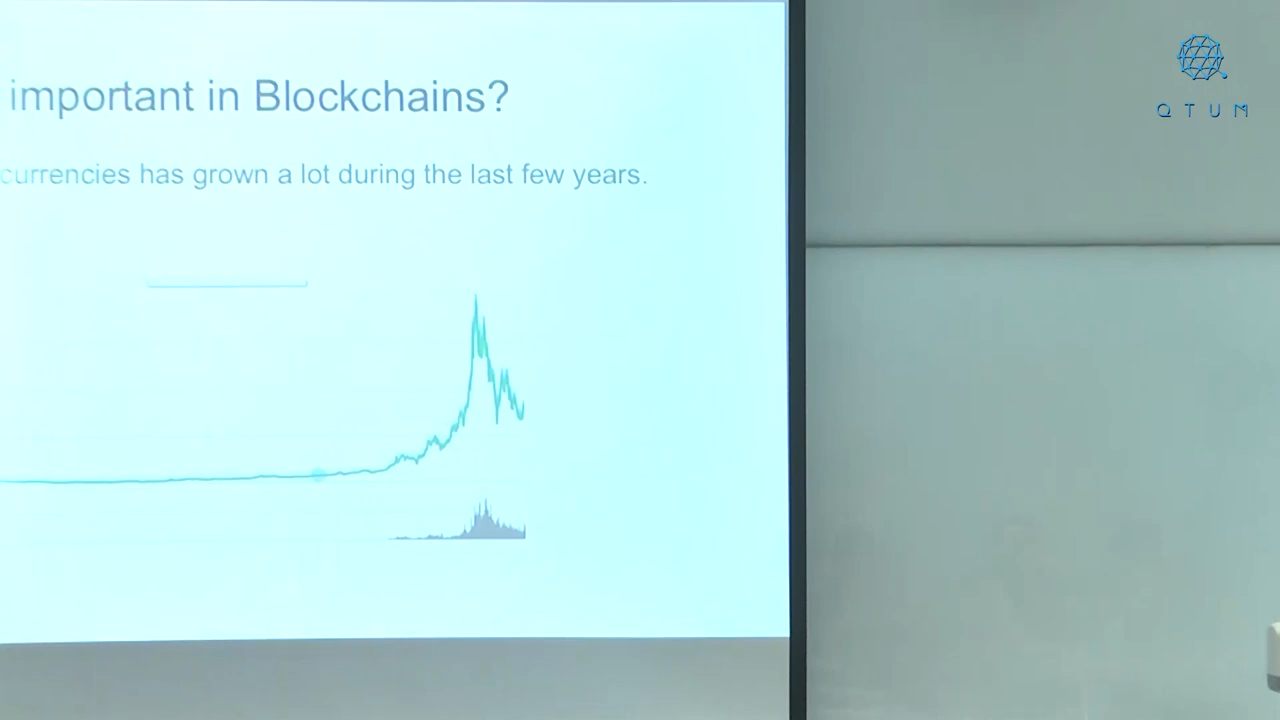 important in Blockchains?
currencies has grown a lot during the last few years.
QTUM